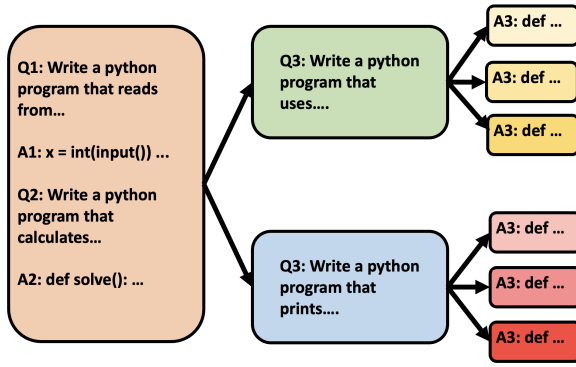 Q1: Write a python
program that reads
from...
A1: x = int(input()) ...
Q2: Write a python
program that
calculates...
A2: def solve(): ...
Q3: Write a python
program that
uses....
A3: def ...
A3: def ...
A3: def ...
Q3: Write a python
program that
prints....
A3: def ...
A3: def ...
A3: def ...